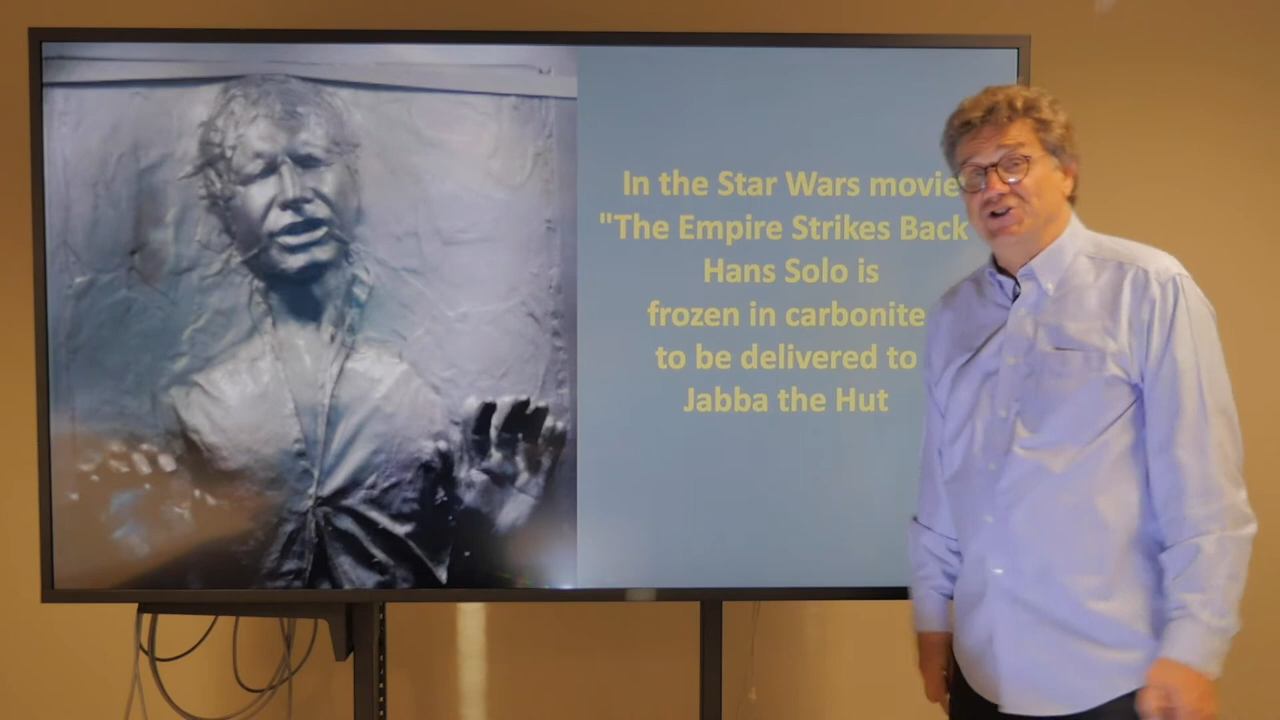 In the Star Wars movie
"The Empire Strikes Back
Hans Solo is
frozen in carbonite
to be delivered to
Jabba the Hut